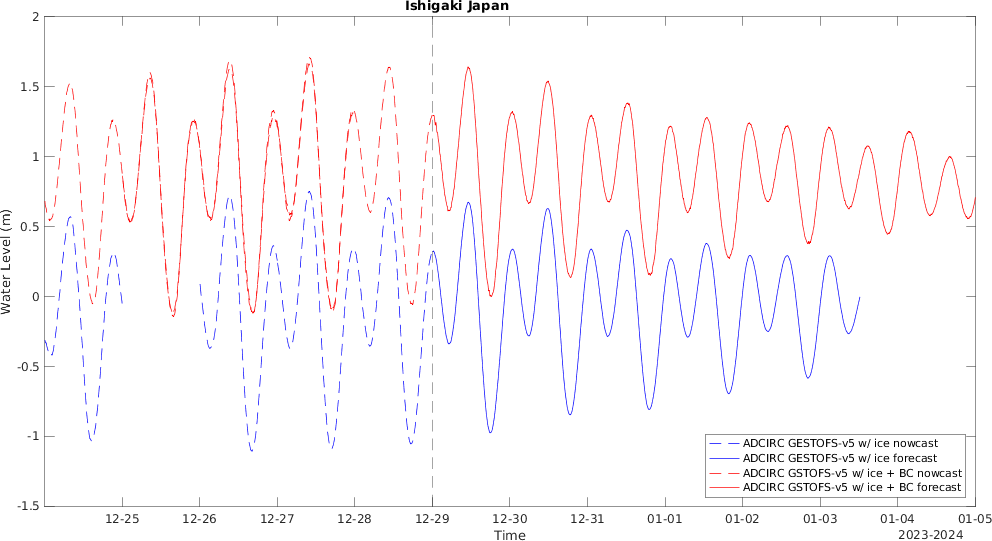 Ishigaki Japan
2
1.5
1
0.5
0
-0.5
-1
-1.5
Water Level (m)
12-25 12-26 12-27 12-28 12-29 12-30 12-31 01-01 01-02 01-03 01-04 01-05
Time
2023-2024
ADCIRC GESTOFS-v5 w/ ice nowcast
ADCIRC GESTOFS-v5 w/ ice forecast
ADCIRC GSTOFS-v5 w/ ice + BC nowcast
ADCIRC GSTOFS-v5 w/ ice + BC forecast